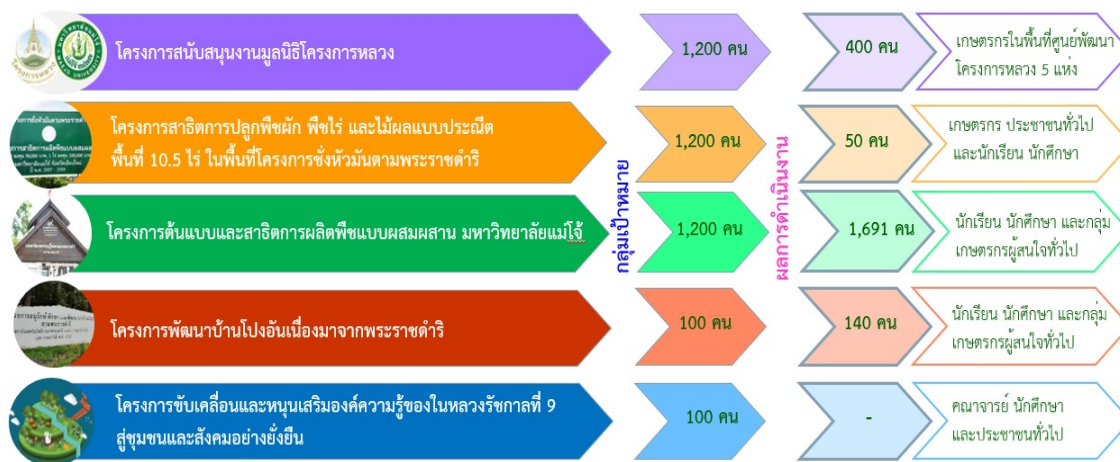 โครงการสนับสนุนงานมูลนิธิโครงการหลวง
1,200 คน
400 คน
เกษตรกรในพื้นที่ศูนย์พัฒนา
โครงการหลวง 5 แห่ง
โครงการสาธิตการปลูกพืชผัก พืชไร่ และไม้ผลแบบประณีต
พื้นที่ 10.5 ไร่ ในพื้นที่โครงการชั่งหัวมันตามพระราชดำริ
1,200 คน
50 คน
เกษตรกร ประชาชนทั่วไป
และนักเรียน นักศึกษา
กลุ่มเป้าหมาย
ผลการดำเนินงาน
โครงการต้นแบบและสาธิตการผลิตพืชแบบผสมผสาน มหาวิทยาลัยแม่โจ้
1,200 คน
1,691 คน
นักเรียน นักศึกษา และกลุ่ม
เกษตรกรผู้สนใจทั่วไป
โครงการพัฒนาบ้านโปงอันเนื่องมาจากพระราชดำริ
100 คน
140 คน
นักเรียน นักศึกษา และกลุ่ม
เกษตรกรผู้สนใจทั่วไป
โครงการขับเคลื่อนและหนุนเสริมองค์ความรู้ของในหลวงรัชกาลที่ 9
สู่ชุมชนและสังคมอย่างยั่งยืน
100 คน
-
คณาจารย์ นักศึกษา
และประชาชนทั่วไป